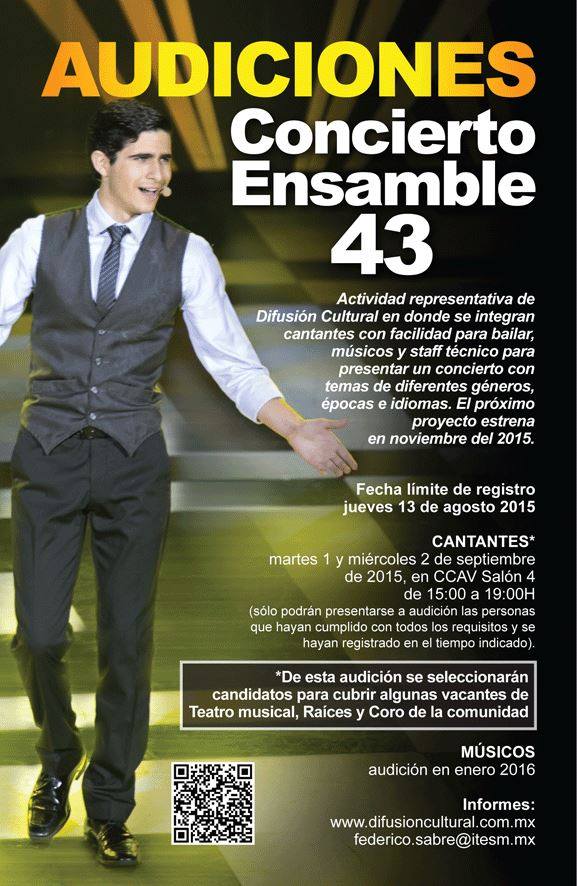 AUDICIONES
Concierto
Ensamble
43
Actividad representativa de
Difusión Cultural en donde se integran
cantantes con facilidad para bailar,
músicos y staff técnico para
presentar un concierto con
temas de diferentes géneros,
épocas e idiomas. El próximo
proyecto estrena
en noviembre del 2015.
Fecha límite de registro
jueves 13 de agosto 2015
CANTANTES*
martes 1 y miércoles 2 de septiembre
de 2015, en CCAV Salón 4
de 15:00 a 19:00H
(sólo podrán presentarse a audición las personas
que hayan cumplido con todos los requisitos y se
hayan registrado en el tiempo indicado).
*De esta audición se seleccionarán
candidatos para cubrir algunas vacantes de
Teatro musical, Raíces y Coro de la comunidad
MÚSICOS
audición en enero 2016
Informes:
www.difusioncultural.com.mx
federico.sabre@itesm.mx